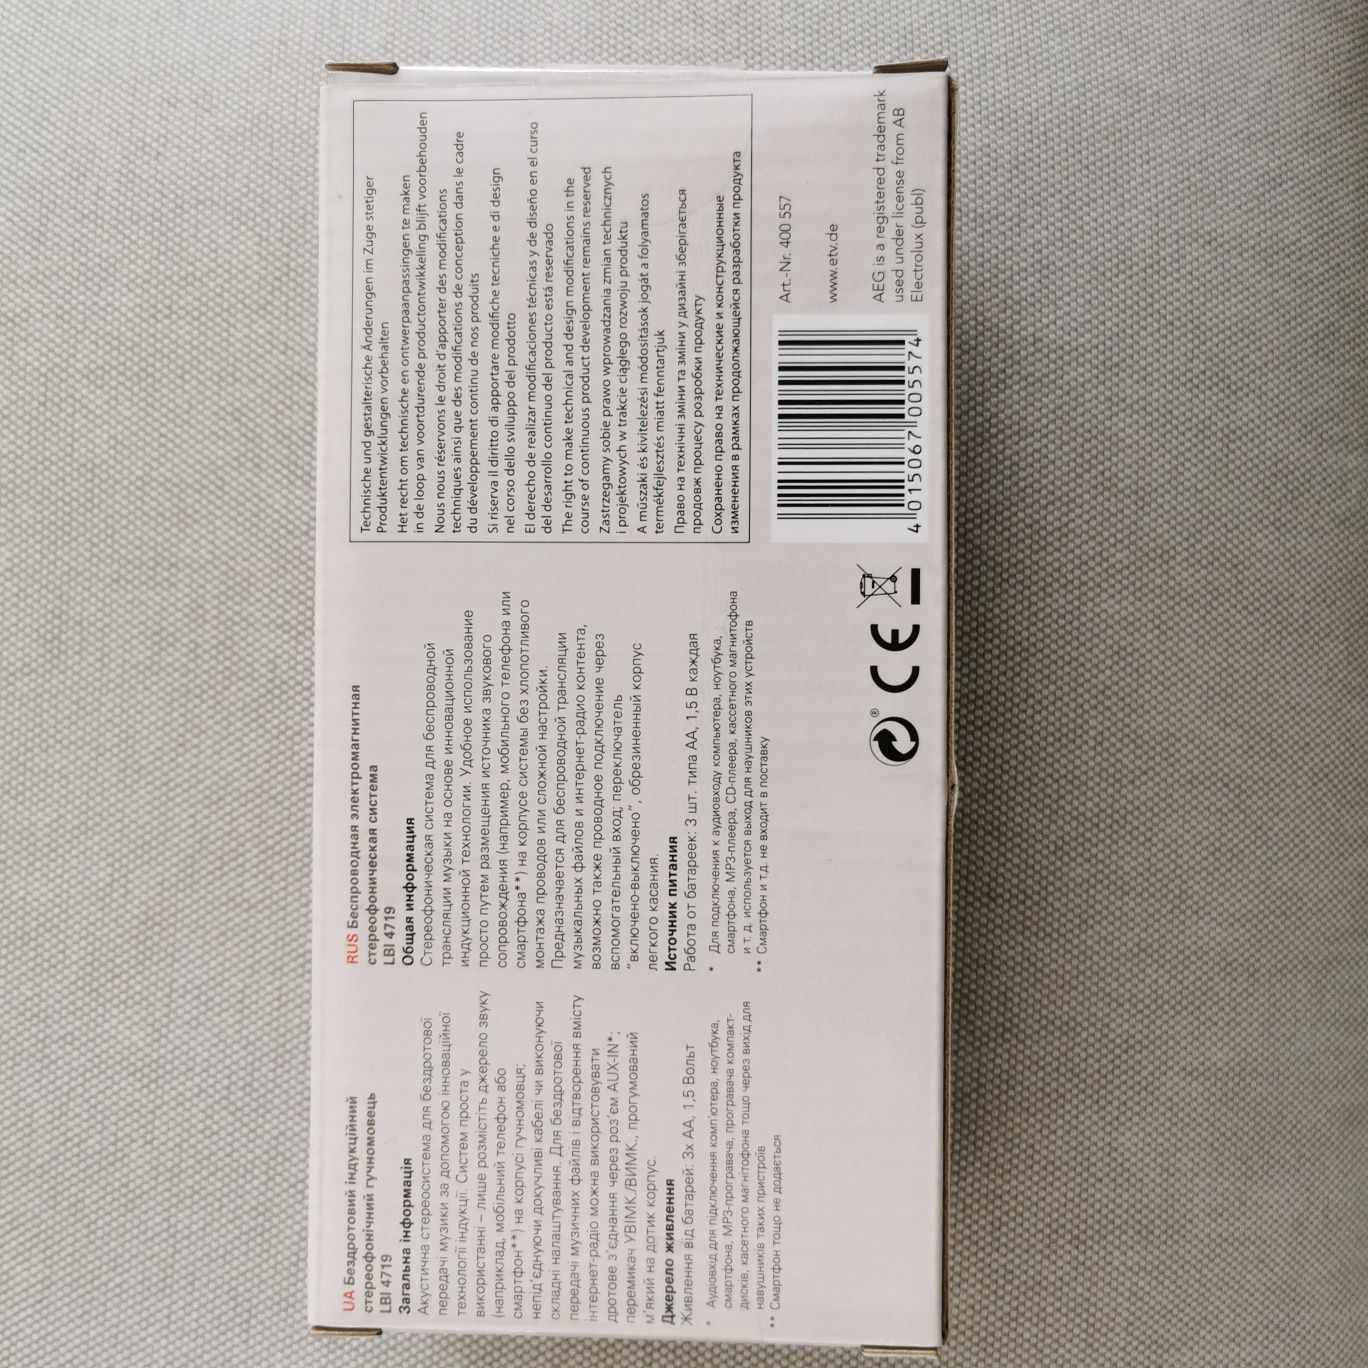 UA Бездротовий індукційний
стереофонічний гучномовець
LBI 4719
Загальна інформація
Акустична стереосистема для бездротової
передачі музики за допомогою інноваційної
технології індукції. Систем проста у
використанні – лише розмістіть джерело звуку
(наприклад, мобільний телефон або
смартфон**) на корпусі гучномовця,
непід'єднуючи докучливі кабелі чи виконуючи
складні налаштування. Для бездротової
передачі музичних файлів і відтворення вмісту
інтернет-радіо можна використовувати
дротове з'єднання через роз'єм AUX-IN*;
перемикач УВІМК./ВИМК., прогумований
м'який на дотик корпус.
Джерело живлення
Живлення від батарей: 3x AA, 1,5 Вольт
* Аудіовхід для підключення комп'ютера, ноутбука,
смартфона, MP3-програвача, програвача компакт-
дисків, касетного магнітофона тощо через вихід для
навушників таких пристроїв
** Смартфон тощо не додається
RUS Беспроводная электромагнитная
стереофоническая система
LBI 4719
Общая информация
Стереофоническая система для беспроводной
трансляции музыки на основе инновационной
индукционной технологии. Удобное использование
просто путем размещения источника звукового
сопровождения (например, мобильного телефона или
смартфона**) на корпусе системы без хлопотливого
монтажа проводов или сложной настройки.
Предназначается для беспроводной трансляции
музыкальных файлов и интернет-радио контента,
возможно также проводное подключение через
вспомогательный вход; переключатель
“включено-выключено”, обрезиненный корпус
легкого касания.
Источник питания
Работа от батареек: 3 шт. типа AA, 1,5 В каждая
* Для подключения к аудиовходу компьютера, ноутбука,
смартфона, MP3-плеера, CD-плеера, кассетного магнитофона
и т. д. используется выход для наушников этих устройств
** Смартфон и т.д. не входит в поставку
Technische und gestalterische Änderungen im Zuge stetiger
Produktentwicklungen vorbehalten
Het recht om technische en ontwerpaanpassingen te maken
in de loop van voortdurende productontwikkeling blijft voorbehouden
Nous nous réservons le droit d'apporter des modifications
techniques ainsi que des modifications de conception dans le cadre
du développement continu de nos produits
Si riserva il diritto di apportare modifiche tecniche e di design
nel corso dello sviluppo del prodotto
El derecho de realizar modificaciones técnicas y de diseño en el curso
del desarrollo continuo del producto está reservado
The right to make technical and design modifications in the
course of continuous product development remains reserved
Zastrzegamy sobie prawo wprowadzania zmian technicznych
i projektowych w trakcie ciągłego rozwoju produktu
A műszaki és kivitelezési módosítások jogát a folyamatos
termékfejlesztés miatt fenntartjuk
Право на технічні зміни та зміни у дизайні зберігається
продовж процесу розробки продукту
Сохранено право на технические и конструкционные
изменения в рамках продолжающейся разработки продукта
® CE
4 015067 005574
Art.-Nr. 400 557
www.etv.de
AEG is a registered trademark
used under license from AB
Electrolux (publ)